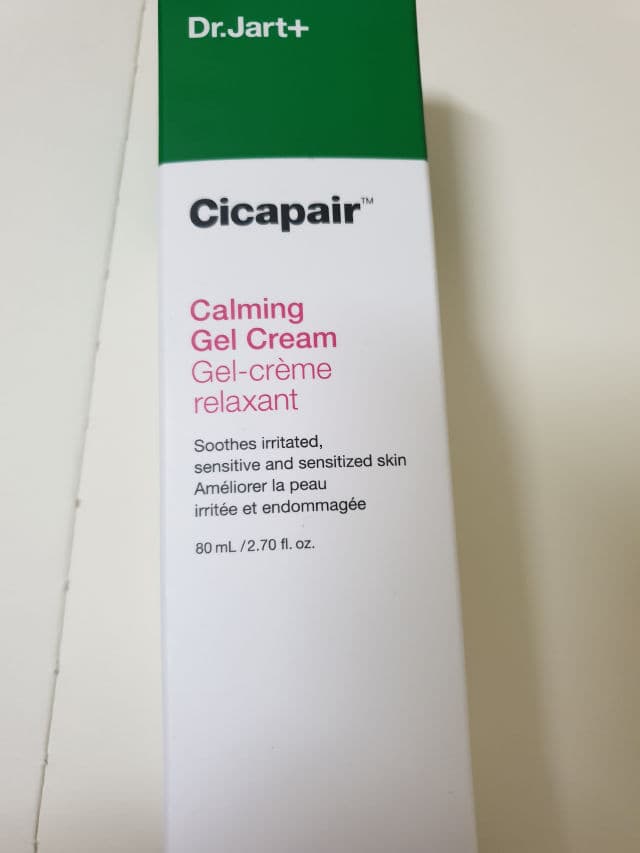 Dr.Jart+
Cicapair™
Calming
Gel Cream
Gel-crème
relaxant
Soothes irritated,
sensitive and sensitized skin
Améliorer la peau
irritée et endommagée
80 mL / 2.70 fl. oz.